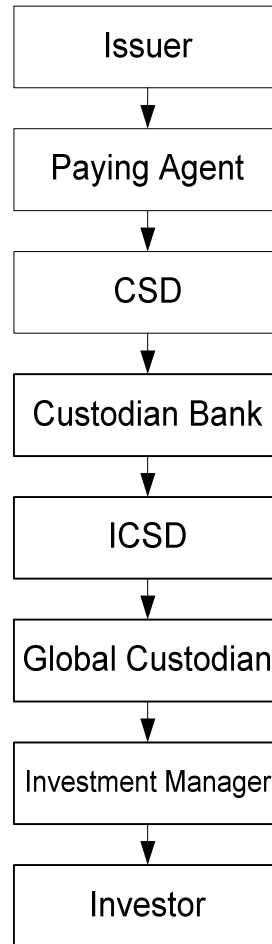 Issuer
Paying Agent
CSD
Custodian Bank
ICSD
Global Custodian
Investment Manager
Investor